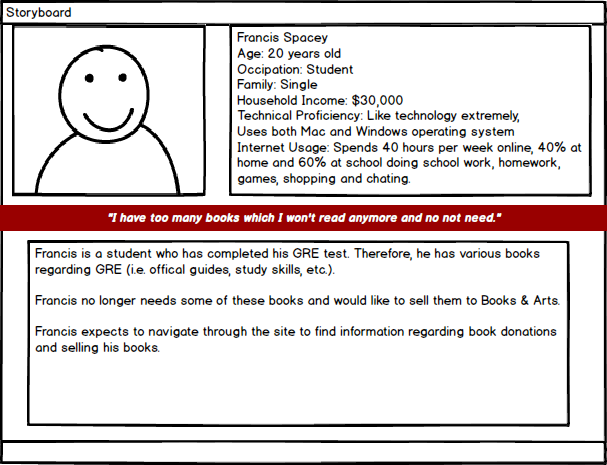 Storyboard
Francis Spacey
Age: 20 years old
Occipation: Student
Family: Single
Household Income: $30,000
Technical Proficiency: Like technology extremely,
Uses both Mac and Windows operating system
Internet Usage: Spends 40 hours per week online, 40% at
home and 60% at school doing school work, homework,
games, shopping and chating.
"I have too many books which I won't read anymore and no not need."
Francis is a student who has completed his GRE test. Therefore, he has various books
regarding GRE (i.e. offical guides, study skills, etc.).
Francis no longer needs some of these books and would like to sell them to Books & Arts.
Francis expects to navigate through the site to find information regarding book donations
and selling his books.